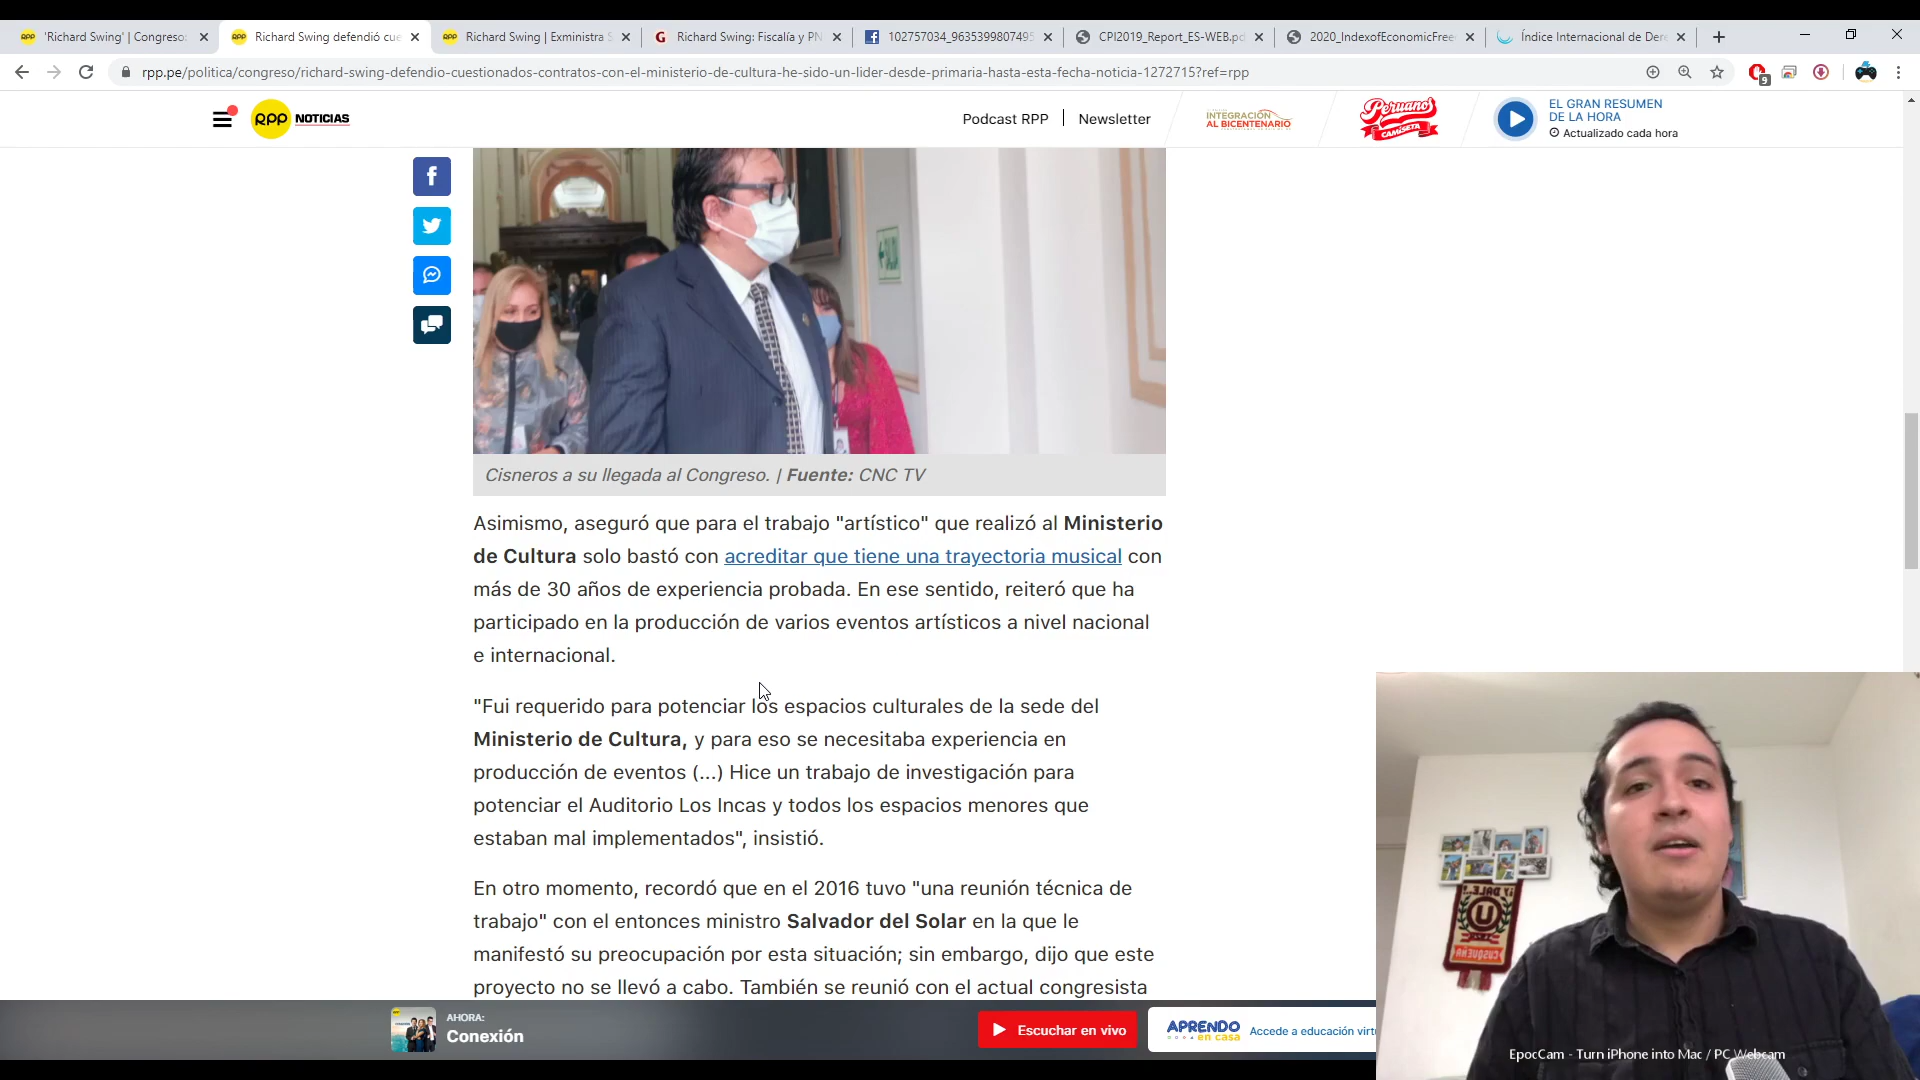 'Richard Swing' | Congreso:
Richard Swing defendió cue
Richard Swing | Exministra S
Richard Swing: Fiscalía y PN
102757034_9635399807495
CPI2019_Report_ES-WEB.pd
2020_IndexofEconomicFree
Índice Internacional de Dere
rpp.pe/politica/congreso/richard-swing-defendio-cuestionados-contratos-con-el-ministerio-de-cultura-he-sido-un-lider-desde-primaria-hasta-esta-fecha-noticia-1272715?ref=rpp
9
RPP NOTICIAS
Podcast RPP
Newsletter
INTEGRACIÓN
AL BICENTENARIO
Peruanos
CAMISETA
EL GRAN RESUMEN
DE LA HORA
Actualizado cada hora
Cisneros a su llegada al Congreso. | Fuente: CNC TV
Asimismo, aseguró que para el trabajo "artístico" que realizó al Ministerio
de Cultura solo bastó con acreditar que tiene una trayectoria musical con
más de 30 años de experiencia probada. En ese sentido, reiteró que ha
participado en la producción de varios eventos artísticos a nivel nacional
e internacional.
"Fui requerido para potenciar los espacios culturales de la sede del
Ministerio de Cultura, y para eso se necesitaba experiencia en
producción de eventos (...) Hice un trabajo de investigación para
potenciar el Auditorio Los Incas y todos los espacios menores que
estaban mal implementados", insistió.
En otro momento, recordó que en el 2016 tuvo "una reunión técnica de
trabajo" con el entonces ministro Salvador del Solar en la que le
manifestó su preocupación por esta situación; sin embargo, dijo que este
proyecto no se llevó a cabo. También se reunió con el actual congresista
AHORA:
Conexión
Escuchar en vivo
APRENDO
en casa
Accede a educación virtu
Y DALE..!
U
CUSQUEÑA
EpocCam - Turn iPhone into Mac / PC Webcam